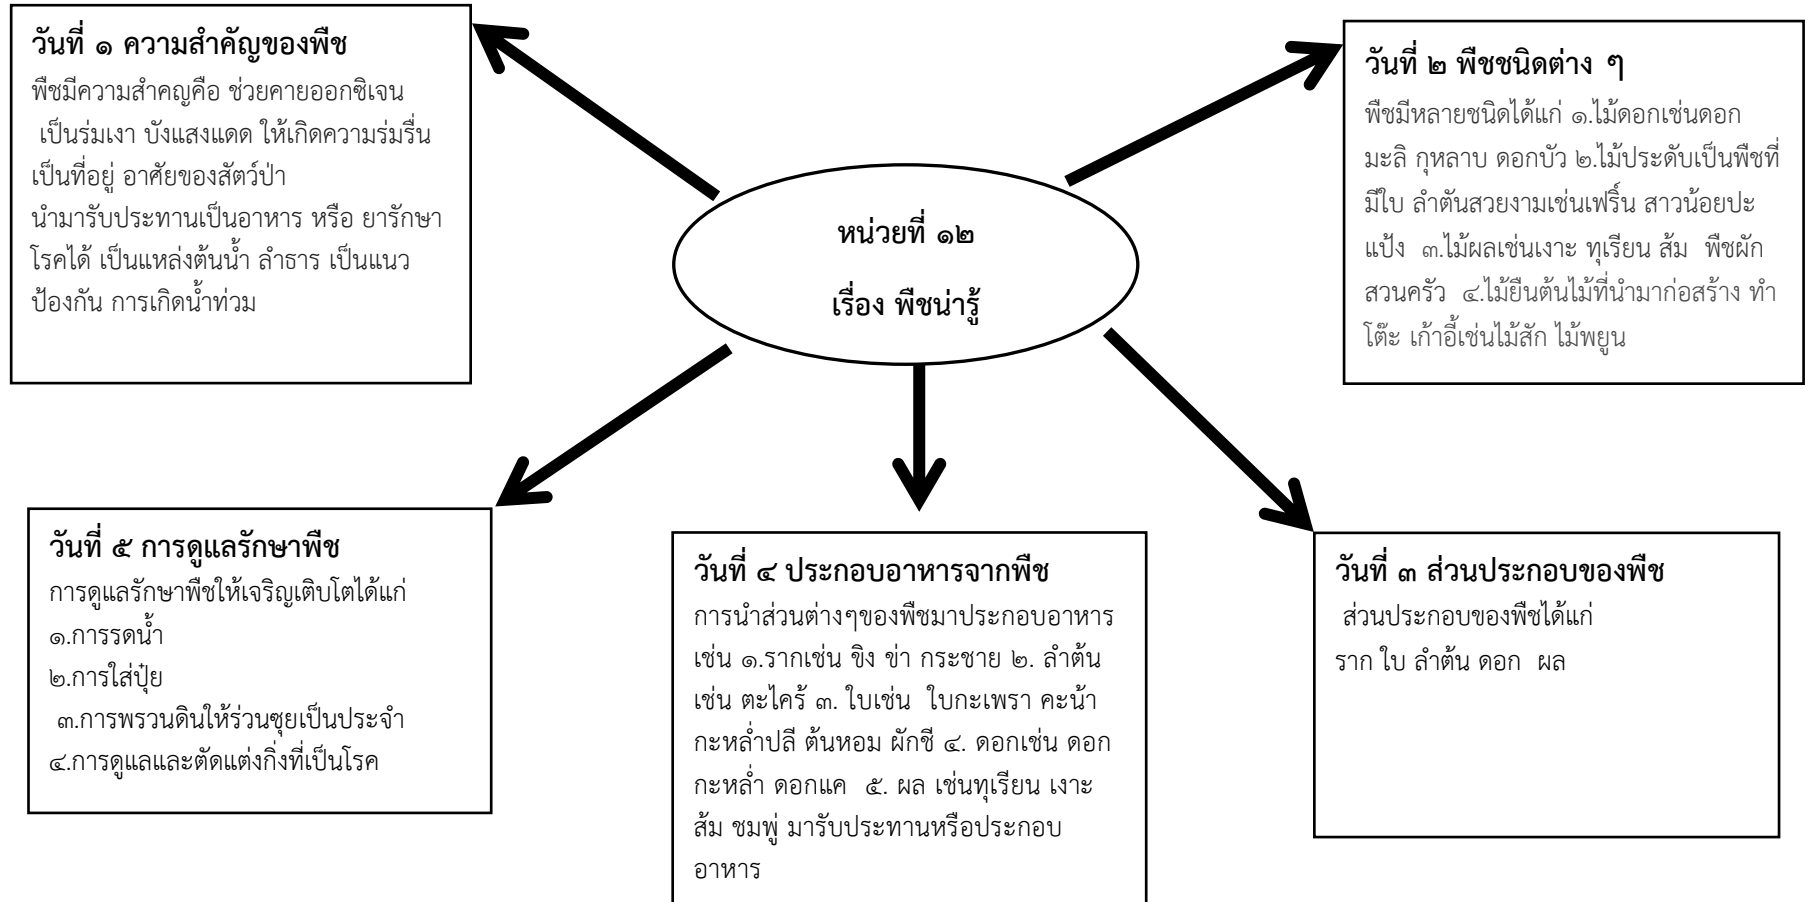 วันที่ ๑ ความสำคัญของพืช
พืชมีความสำคญคือ ช่วยคายออกซิเจน
เป็นร่มเงา บังแสงแดด ให้เกิดความร่มรื่น
เป็นที่อยู่ อาศัยของสัตว์ป่า
นำมารับประทานเป็นอาหาร หรือ ยารักษา
โรคได้ เป็นแหล่งต้นน้ำ ลำธาร เป็นแนว
ป้องกัน การเกิดน้ำท่วม
วันที่ ๒ พืชชนิดต่าง ๆ
พืชมีหลายชนิดได้แก่ ๑.ไม้ดอกเช่นดอก
มะลิ กุหลาบ ดอกบัว ๒.ไม้ประดับเป็นพืชที่
มีใบ ลำตันสวยงามเช่นเฟริ์น สาวน้อยปะ
แป้ง ๓.ไม้ผลเช่นเงาะ ทุเรียน ส้ม พืชผัก
สวนครัว ๔.ไม้ยืนต้นไม้ที่นำมาก่อสร้าง ทำ
โต๊ะ เก้าอี้เช่นไม้สัก ไม้พยูน
หน่วยที่ ๑๒
เรื่อง พืชน่ารู้
วันที่ ๕ การดูแลรักษาพืช
การดูแลรักษาพืชให้เจริญเติบโตได้แก่
๑.การรดน้ำ
๒.การใส่ปุ๋ย
๓.การพรวนดินให้ร่วนซุยเป็นประจำ
๔.การดูแลและตัดแต่งกิ่งที่เป็นโรค
วันที่ ๔ ประกอบอาหารจากพืช
การนำส่วนต่างๆของพืชมาประกอบอาหาร
เช่น ๑.รากเช่น ขิง ข่า กระชาย ๒. ลำต้น
เช่น ตะไคร้ ๓. ใบเช่น ใบกะเพรา คะน้า
กะหล่ำปลี ต้นหอม ผักชี ๔. ดอกเช่น ดอก
กะหล่ำ ดอกแค ๕. ผล เช่นทุเรียน เงาะ
ส้ม ชมพู่ มารับประทานหรือประกอบ
อาหาร
วันที่ ๓ ส่วนประกอบของพืช
ส่วนประกอบของพืชได้แก่
ราก ใบ ลำต้น ดอก ผล